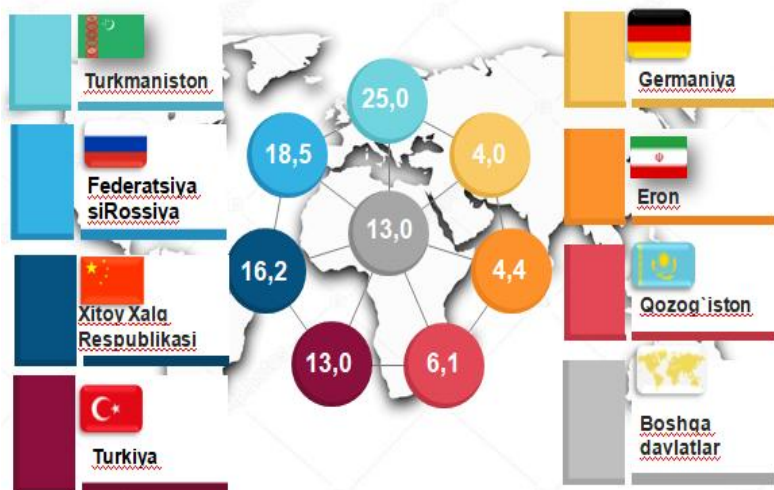 Turkmaniston
Federatsiya
siRossiya
Xitoy Xalq
Respublikasi
Turkiya
25,0
18,5
4,0
13,0
16,2
4,4
13,0
6,1
Germaniya
Eron
Qozog`iston
Boshqa
davlatlar